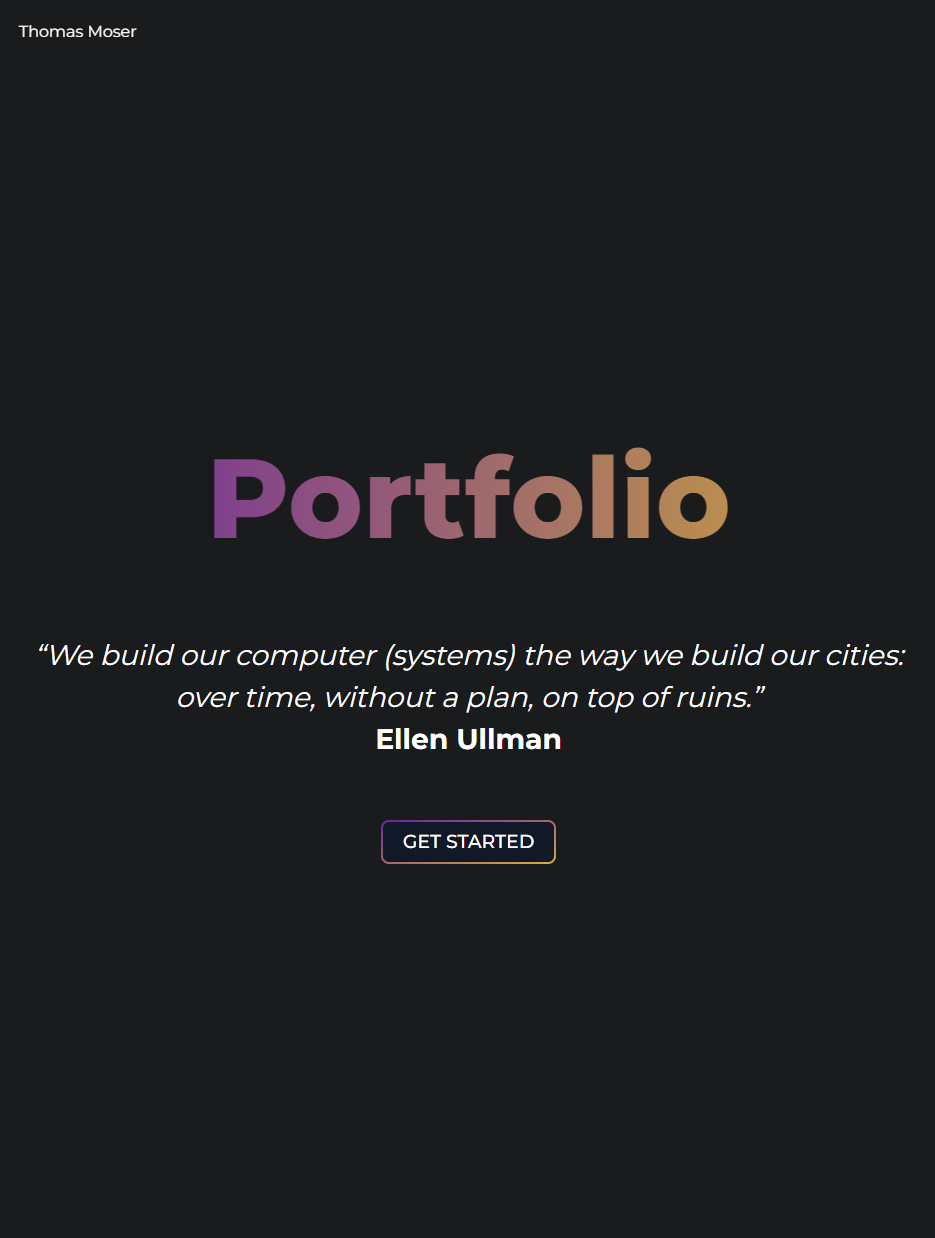 Thomas Moser
Portfolio
“We build our computer (systems) the way we build our cities:
over time, without a plan, on top of ruins.”
Ellen Ullman
GET STARTED